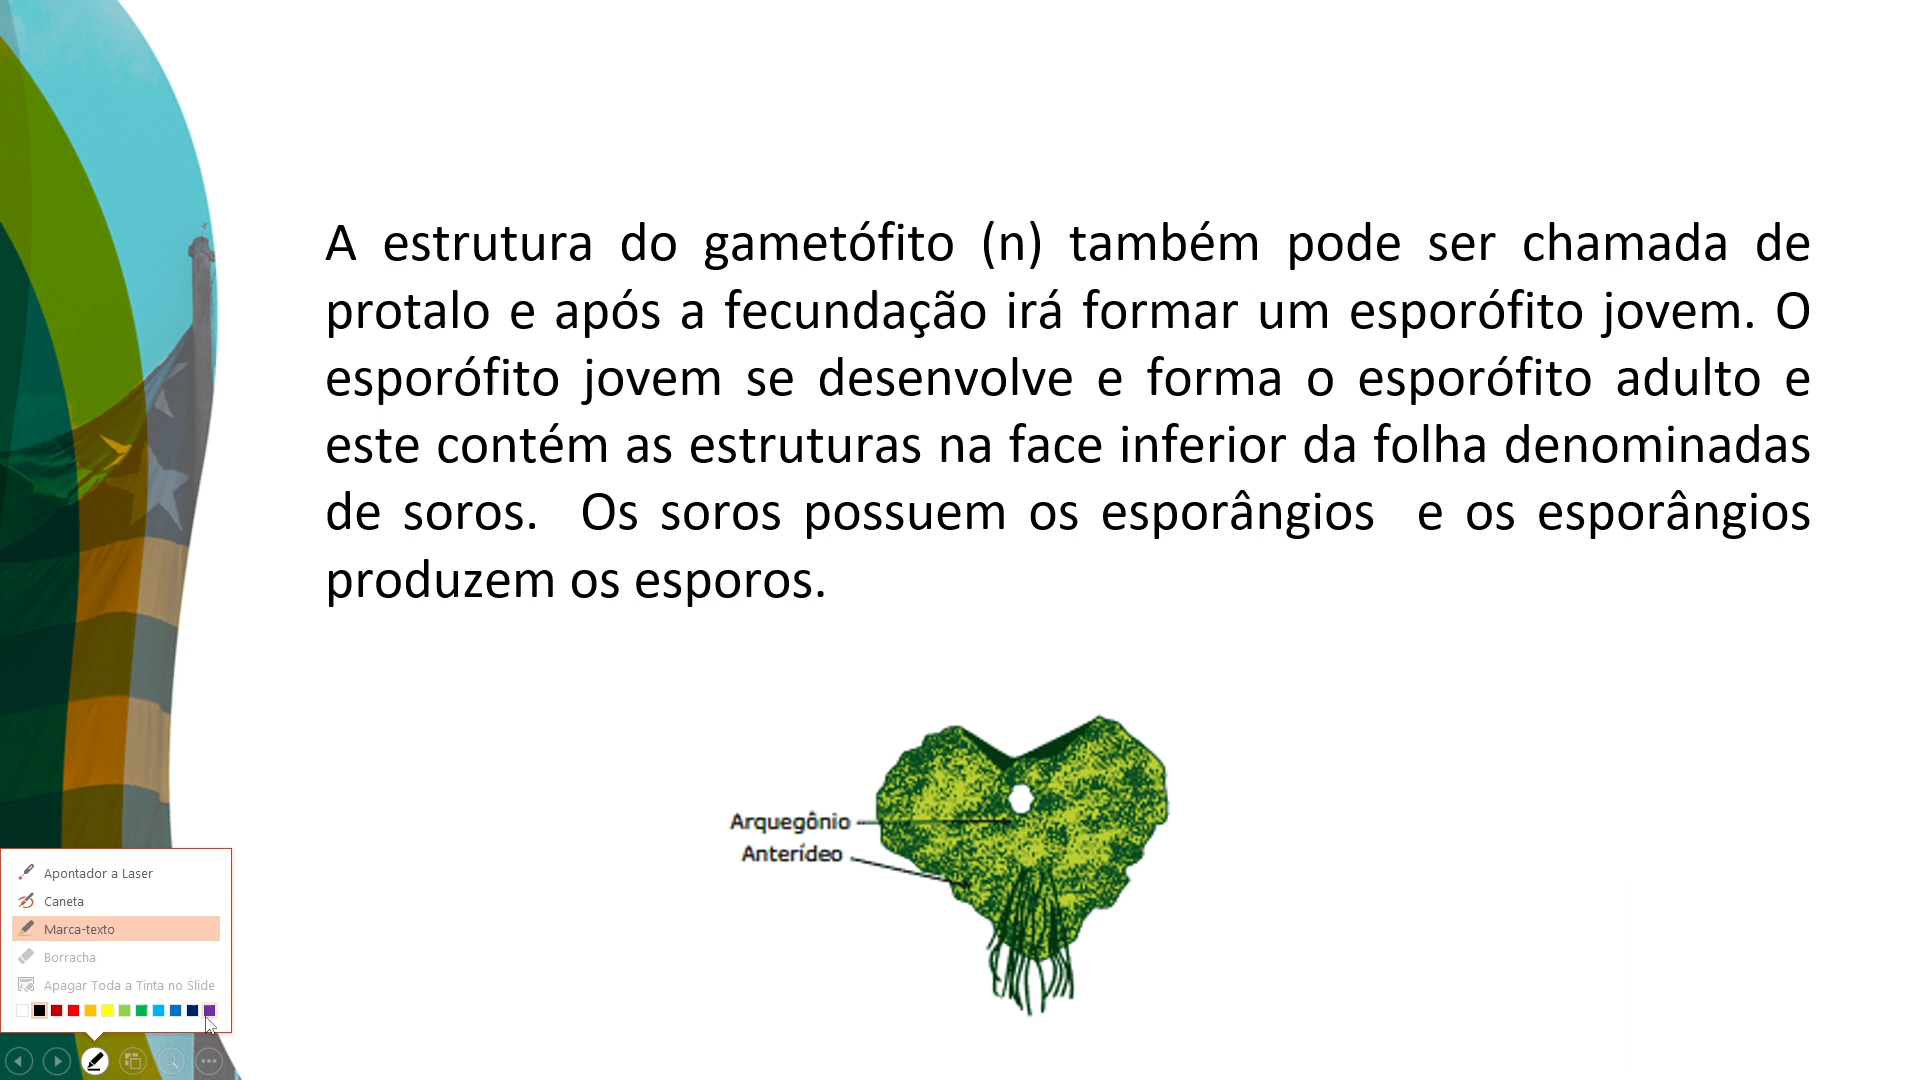 A estrutura do gametófito (n) também pode ser chamada de
protalo e após a fecundação irá formar um esporófito jovem. O
esporófito jovem se desenvolve e forma o esporófito adulto e
este contém as estruturas na face inferior da folha denominadas
de soros.  Os soros possuem os esporângios  e os esporângios
produzem os esporos.
Arquegônio
Anterídeo
Apontador a Laser
Caneta
Marca-texto
Borracha
Apagar Toda a Tinta no Slide